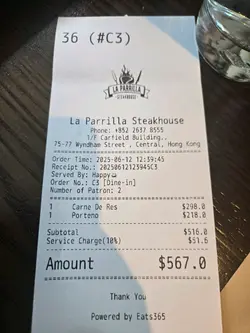 36 (#C3)
LA PARRILLA
STEAKHOUSE
La Parrilla Steakhouse
Phone: +852 2637 8555
1/F Carfield Building,.
75-77 Wyndham Street , Central, Hong Kong
Order Time: 2025-06-12 12:39:45
Receipt No.: 20250612123945C3
Served By: Happy
Order No.: C3 [Dine-in]
Number of Patron: 2
1 Carne De Res $298.0
1 Porteno $218.0
Subtotal $516.0
Service Charge(10%) $51.6
Amount $567.0
Thank You
Powered by Eats365